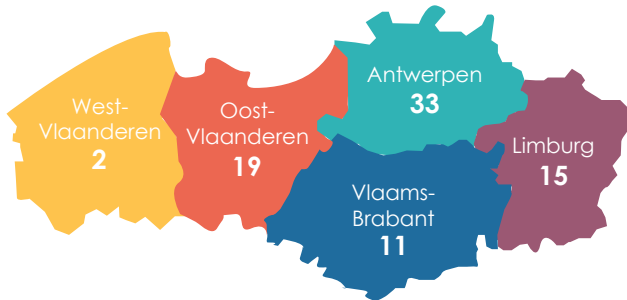 West-
Vlaanderen
2
Oost-
Vlaanderen
19
Antwerpen
33
Vlaams-
Brabant
11
Limburg
15